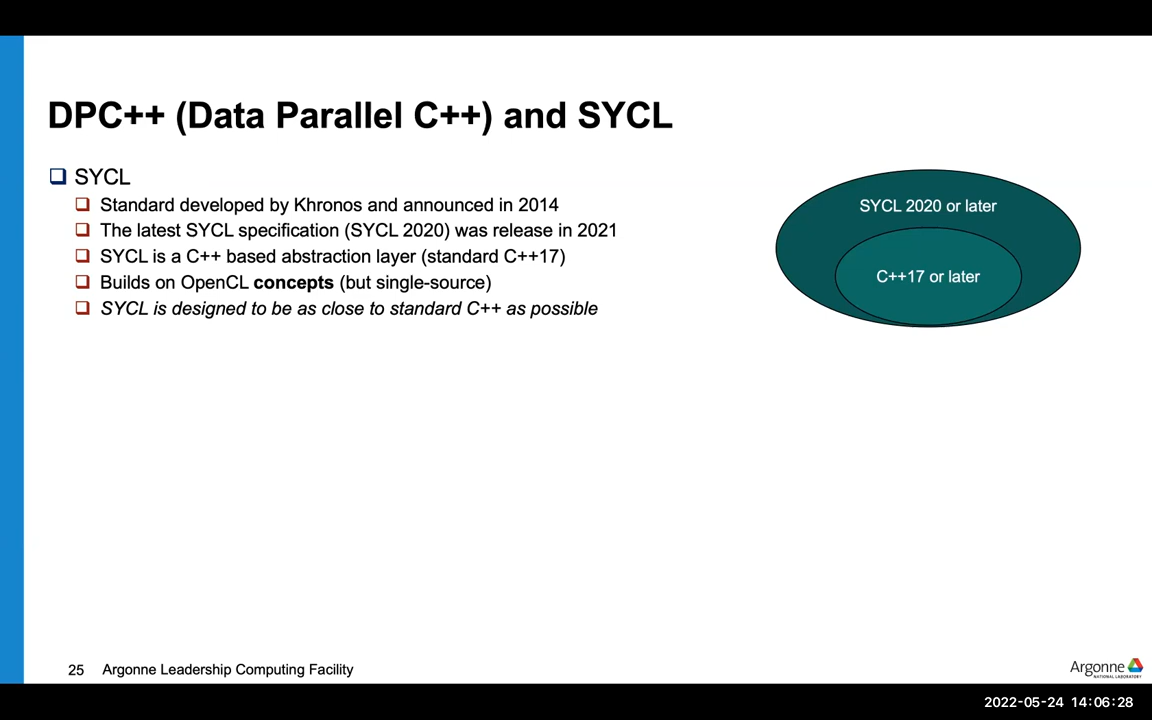 DPC++ (Data Parallel C++) and SYCL
SYCL
Standard developed by Khronos and announced in 2014
The latest SYCL specification (SYCL 2020) was release in 2021
SYCL is a C++ based abstraction layer (standard C++17)
Builds on OpenCL concepts (but single-source)
SYCL is designed to be as close to standard C++ as possible
SYCL 2020 or later
C++17 or later
25 Argonne Leadership Computing Facility
Argonne
NATIONAL LABORATORY
2022-05-24 14:06:28